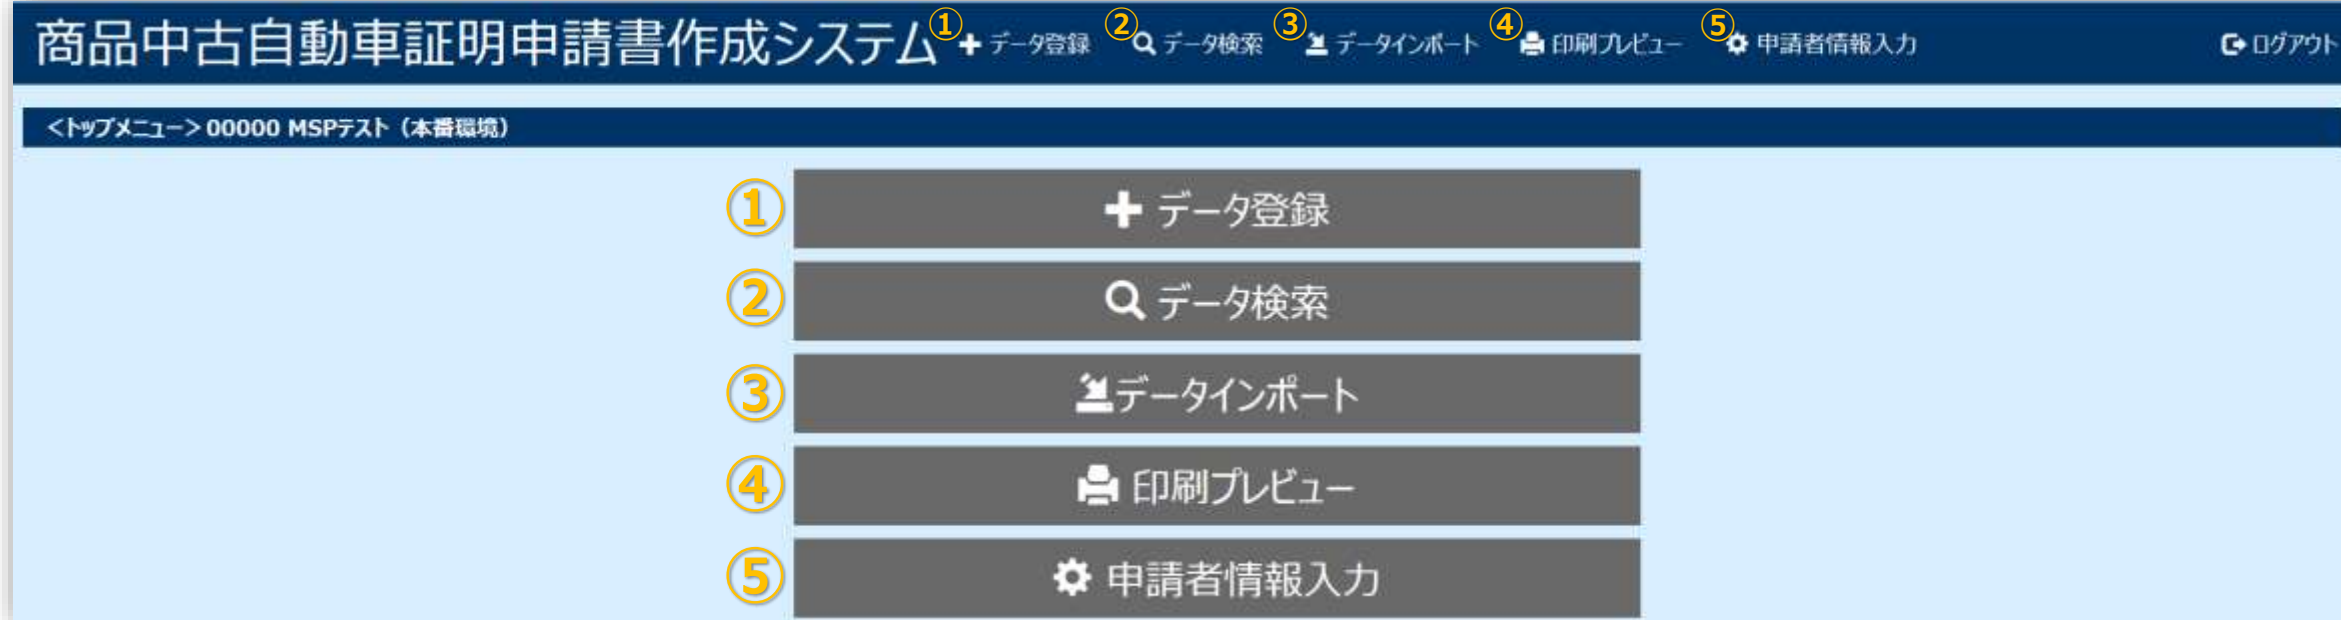 商品中古自動車証明申請書作成システム ① データ登録 ② データ検索 ③ データインポート ④ 印刷プレビュー ⑤ 申請者情報入力 ログアウト
<トップメニュー> 00000 MSPテスト（本番環境）
① データ登録
② データ検索
③ データインポート
④ 印刷プレビュー
⑤ 申請者情報入力